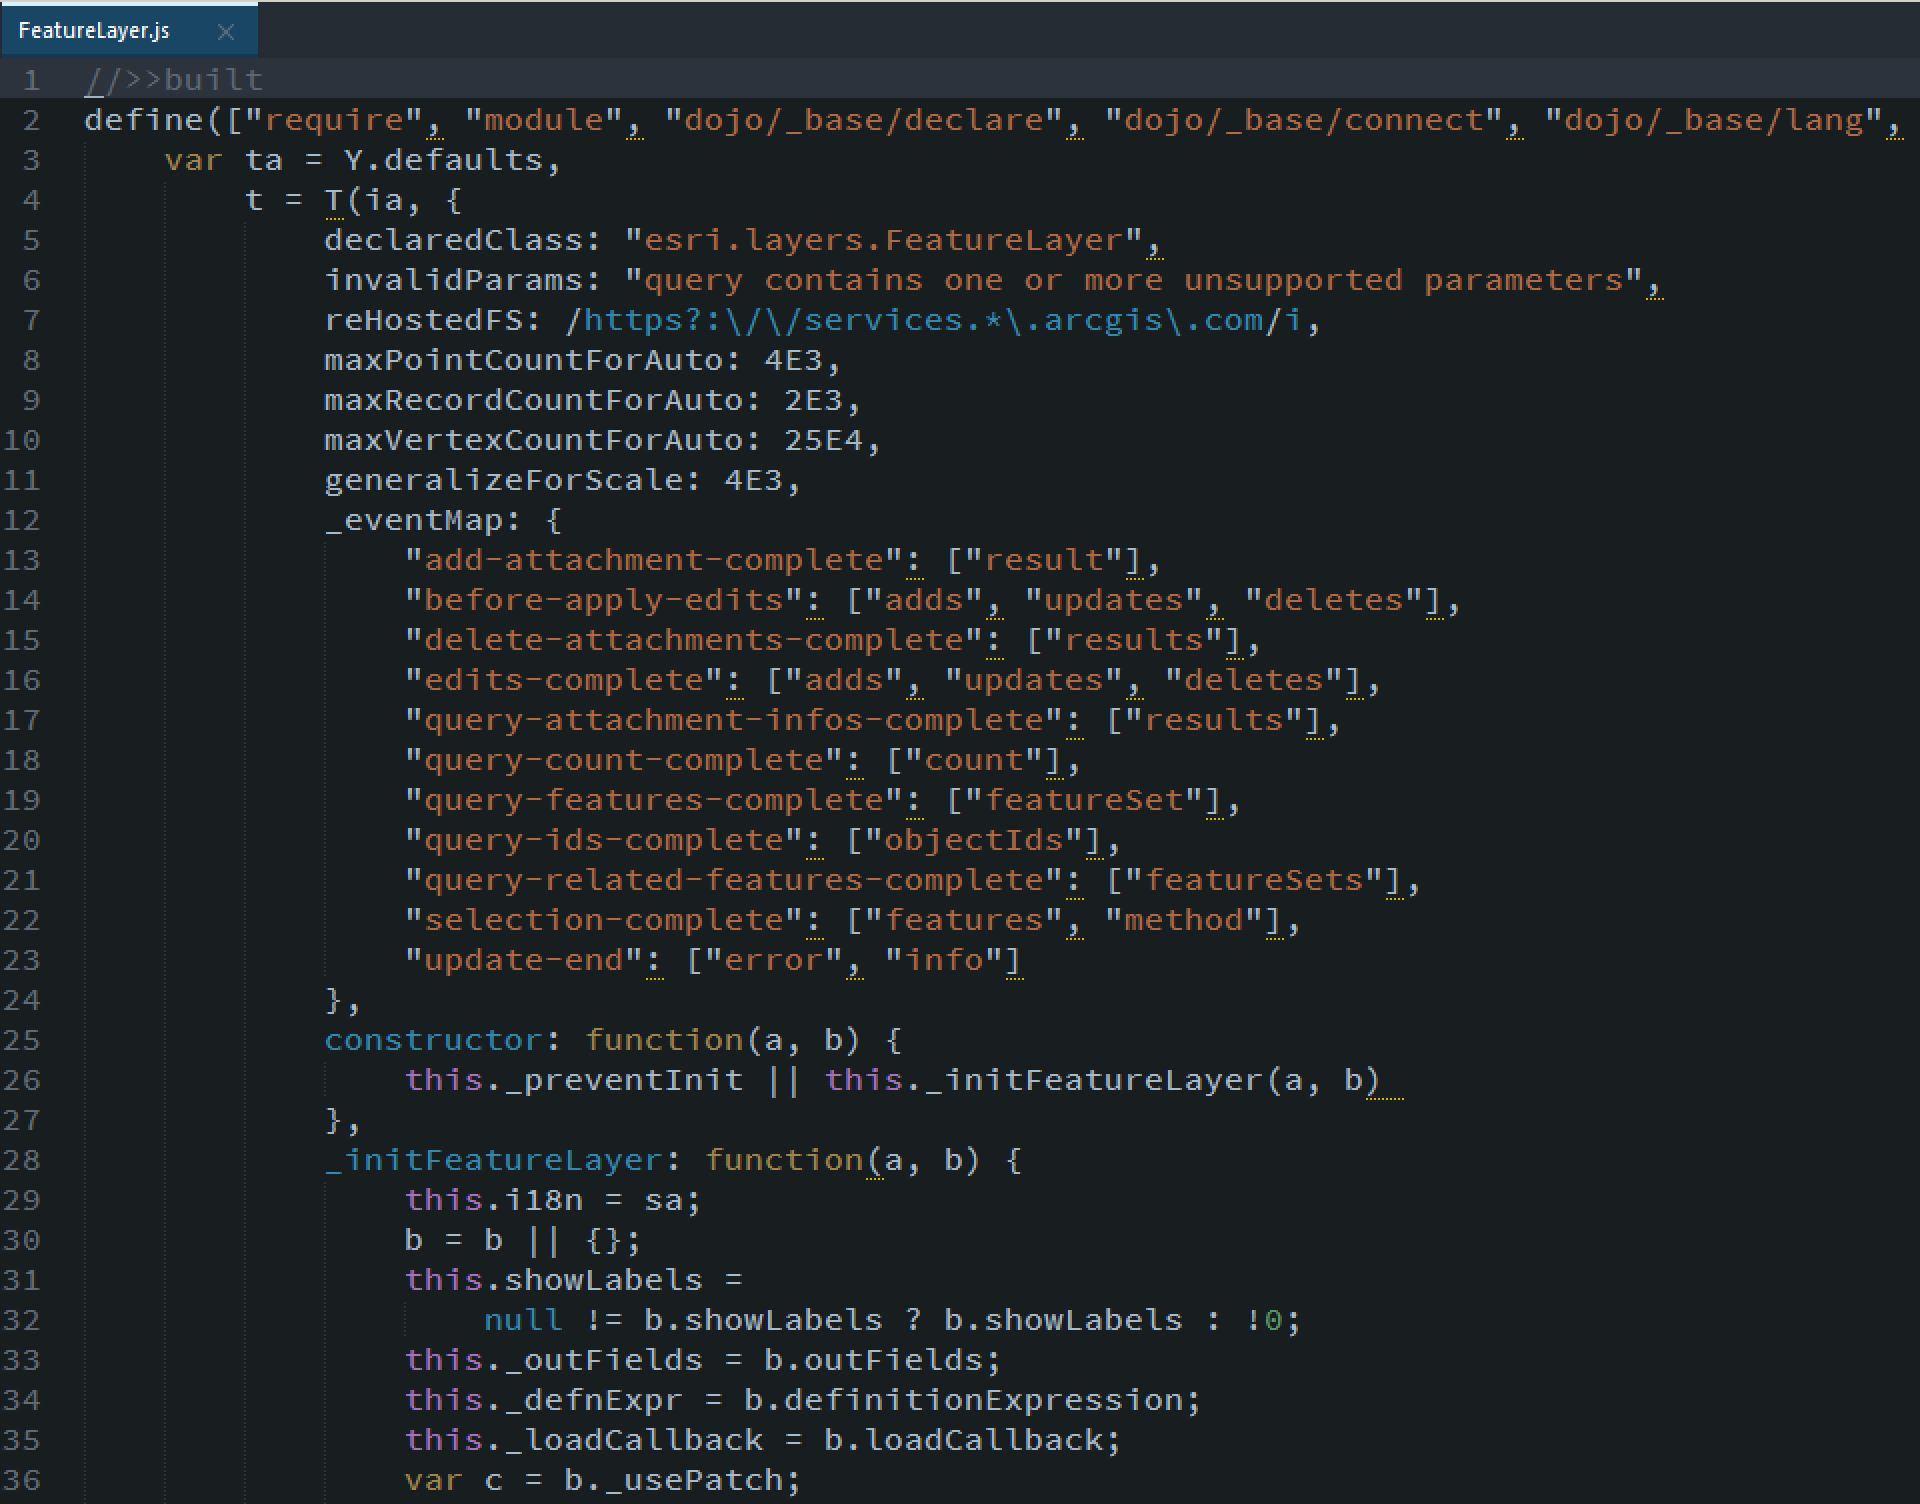 FeatureLayer.js ×
1 //>>built
2 define(["require", "module", "dojo/_base/declare", "dojo/_base/connect", "dojo/_base/lang",
3 var ta = Y.defaults,
4 t = T(ia, {
5 declaredClass: "esri.layers.FeatureLayer",
6 invalidParams: "query contains one or more unsupported parameters",
7 reHostedFS: /https?:\/\/services.*\.arcgis\.com/i,
8 maxPointCountForAuto: 4E3,
9 maxRecordCountForAuto: 2E3,
10 maxVertexCountForAuto: 25E4,
11 generalizeForScale: 4E3,
12 _eventMap: {
13 "add-attachment-complete": ["result"],
14 "before-apply-edits": ["adds", "updates", "deletes"],
15 "delete-attachments-complete": ["results"],
16 "edits-complete": ["adds", "updates", "deletes"],
17 "query-attachment-infos-complete": ["results"],
18 "query-count-complete": ["count"],
19 "query-features-complete": ["featureSet"],
20 "query-ids-complete": ["objectIds"],
21 "query-related-features-complete": ["featureSets"],
22 "selection-complete": ["features", "method"],
23 "update-end": ["error", "info"]
24 },
25 constructor: function(a, b) {
26 this._preventInit || this._initFeatureLayer(a, b)
27 },
28 _initFeatureLayer: function(a, b) {
29 this.i18n = sa;
30 b = b || {};
31 this.showLabels =
32 null != b.showLabels ? b.showLabels : !0;
33 this._outFields = b.outFields;
34 this._defnExpr = b.definitionExpression;
35 this._loadCallback = b.loadCallback;
36 var c = b._usePatch;